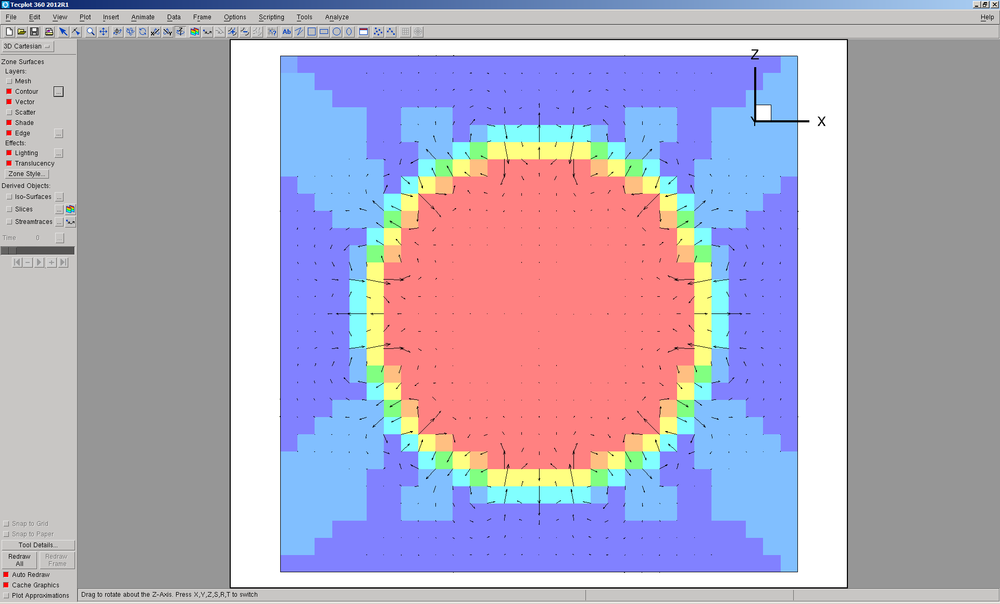 Tecplot 360 2012R1
File Edit View Plot Insert Animate Data Frame Options Scripting Tools Analyze Help
Ab
3D Cartesian
Zone Surfaces
Layers:
Mesh
Contour ...
Vector
Scatter
Shade
Edge ...
Effects:
Lighting ...
Translucency
Zone Style...
Derived Objects:
Iso-Surfaces ...
Slices ...
Streamtraces ...
Time 0 ...
Snap to Grid
Snap to Paper
Tool Details...
Redraw All
Redraw Frame
Auto Redraw
Cache Graphics
Plot Approximations
Z
Y
X
Drag to rotate about the Z-Axis. Press X,Y,Z,S,R,T to switch